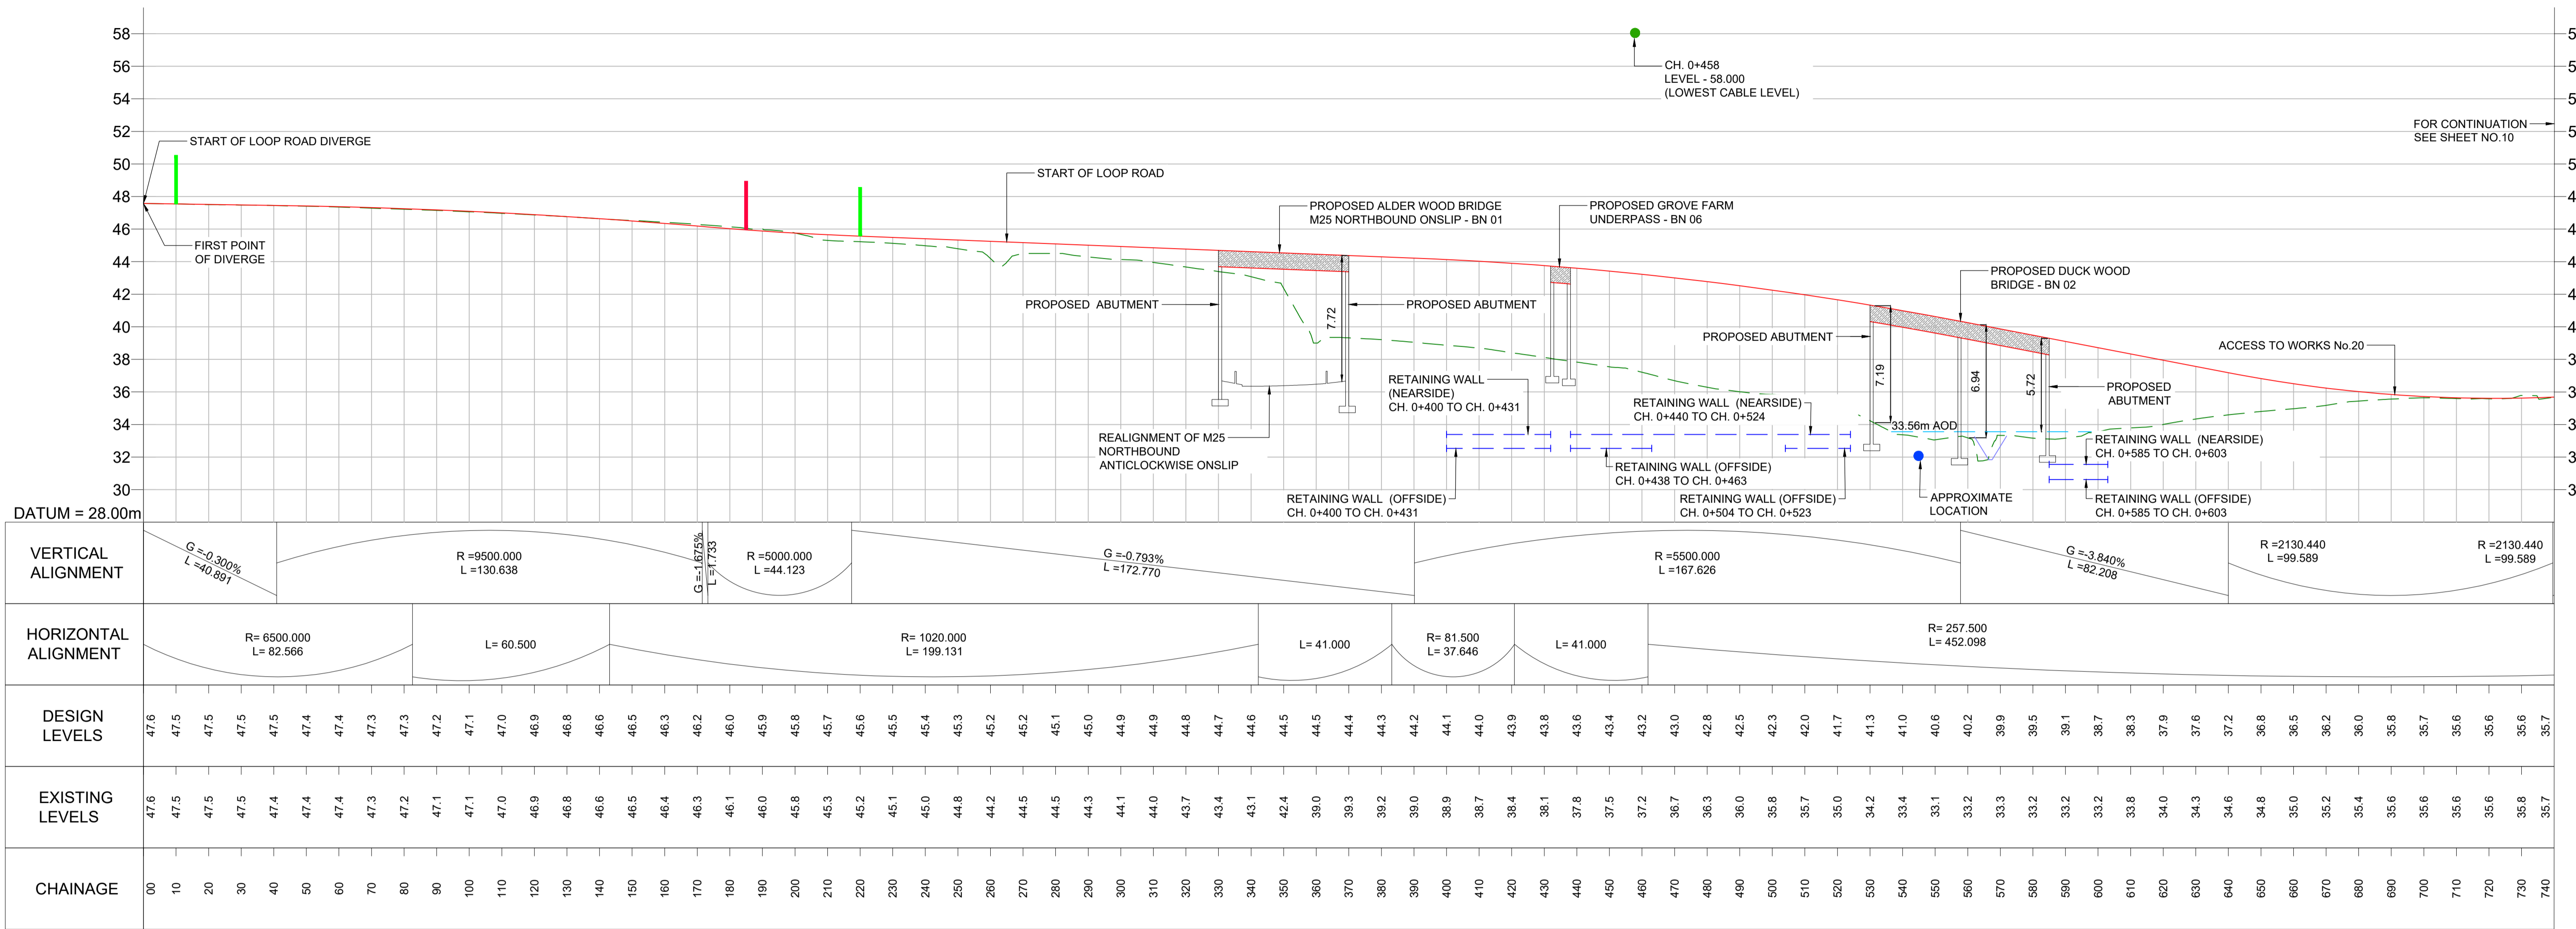 58
56
54
52
50
48
46
44
42
40
38
36
34
32
30
DATUM = 28.00m
START OF LOOP ROAD DIVERGE
FIRST POINT
OF DIVERGE
START OF LOOP ROAD
CH. 0+458
LEVEL - 58.000
(LOWEST CABLE LEVEL)
FOR CONTINUATION
SEE SHEET NO.10
PROPOSED ALDER WOOD BRIDGE
M25 NORTHBOUND ONSLIP - BN 01
PROPOSED GROVE FARM
UNDERPASS - BN 06
PROPOSED DUCK WOOD
BRIDGE - BN 02
PROPOSED ABUTMENT
7.72
PROPOSED ABUTMENT
PROPOSED ABUTMENT
7.19
6.94
5.72
ACCESS TO WORKS No.20
PROPOSED
ABUTMENT
RETAINING WALL
(NEARSIDE)
CH. 0+400 TO CH. 0+431
RETAINING WALL (NEARSIDE)
CH. 0+440 TO CH. 0+524
33.56m AOD
REALIGNMENT OF M25
NORTHBOUND
ANTICLOCKWISE ONSLIP
RETAINING WALL (NEARSIDE)
CH. 0+585 TO CH. 0+603
RETAINING WALL (OFFSIDE)
CH. 0+438 TO CH. 0+463
RETAINING WALL (OFFSIDE)
CH. 0+400 TO CH. 0+431
RETAINING WALL (OFFSIDE)
CH. 0+504 TO CH. 0+523
APPROXIMATE
LOCATION
RETAINING WALL (OFFSIDE)
CH. 0+585 TO CH. 0+603
VERTICAL
ALIGNMENT
G =-0.300%
L =40.891
R =9500.000
L =130.638
G =-1.675%
L =1.733
R =5000.000
L =44.123
G =-0.793%
L =172.770
R =5500.000
L =167.626
G =-3.840%
L =82.208
R =2130.440
L =99.589
R =2130.440
L =99.589
HORIZONTAL
ALIGNMENT
R= 6500.000
L= 82.566
L= 60.500
R= 1020.000
L= 199.131
L= 41.000
R= 81.500
L= 37.646
L= 41.000
R= 257.500
L= 452.098
DESIGN
LEVELS
47.6 47.5 47.5 47.5 47.5 47.4 47.4 47.3 47.3 47.2 47.1 47.0 46.9 46.8 46.6 46.5 46.3 46.2 46.0 45.9 45.8 45.7 45.6 45.5 45.4 45.3 45.2 45.2 45.1 45.0 44.9 44.9 44.8 44.7 44.6 44.5 44.5 44.4 44.3 44.2 44.1 44.0 43.9 43.8 43.6 43.4 43.2 43.0 42.8 42.5 42.3 42.0 41.7 41.3 41.0 40.6 40.2 39.9 39.5 39.1 38.7 38.3 37.9 37.6 37.2 36.8 36.5 36.2 36.0 35.8 35.7 35.6 35.6 35.6 35.7
EXISTING
LEVELS
47.6 47.5 47.5 47.5 47.4 47.4 47.4 47.3 47.2 47.1 47.1 47.0 46.9 46.8 46.6 46.5 46.4 46.3 46.1 46.0 45.8 45.3 45.2 45.1 45.0 44.8 44.2 44.5 44.5 44.3 44.1 44.0 43.7 43.4 43.1 42.4 39.0 39.3 39.2 39.0 38.9 38.7 38.4 38.1 37.8 37.5 37.2 36.7 36.3 36.0 35.8 35.7 35.0 34.2 33.4 33.1 33.2 33.3 33.2 33.2 33.2 33.8 34.0 34.3 34.6 34.8 35.0 35.2 35.4 35.6 35.6 35.6 35.6 35.8 35.7
CHAINAGE
00 10 20 30 40 50 60 70 80 90 100 110 120 130 140 150 160 170 180 190 200 210 220 230 240 250 260 270 280 290 300 310 320 330 340 350 360 370 380 390 400 410 420 430 440 450 460 470 480 490 500 510 520 530 540 550 560 570 580 590 600 610 620 630 640 650 660 670 680 690 700 710 720 730 740